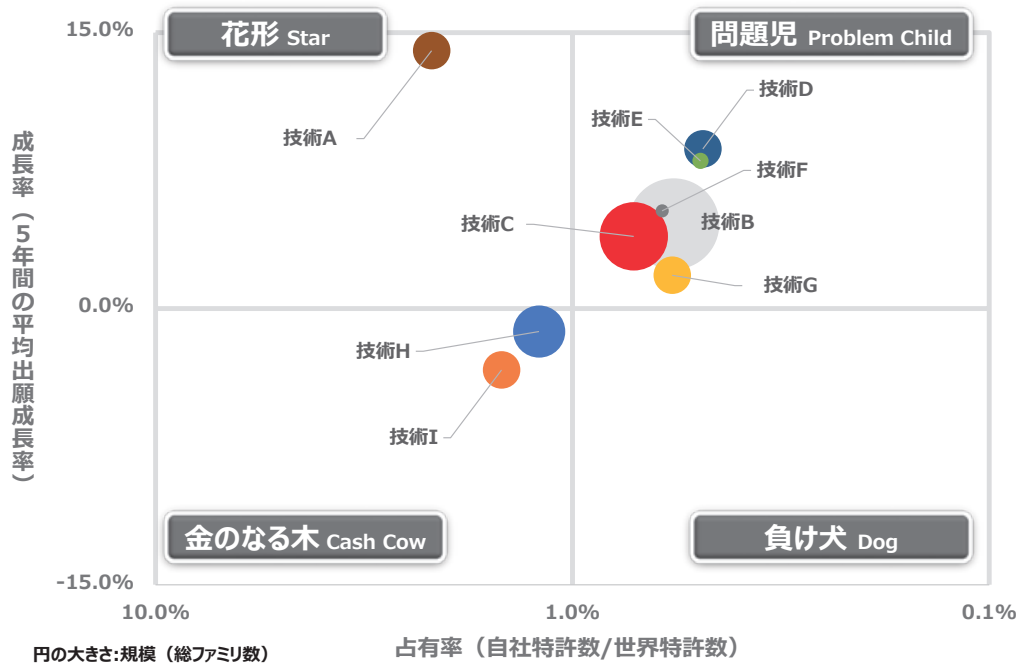 15.0%
花形 Star
問題児 Problem Child
技術D
技術E
技術A
技術F
技術C
技術B
技術G
成長率（5年間の平均出願成長率）
0.0%
技術H
技術I
金のなる木 Cash Cow
負け犬 Dog
-15.0%
10.0%
1.0%
0.1%
円の大きさ:規模（総ファミリ数）
占有率（自社特許数/世界特許数）